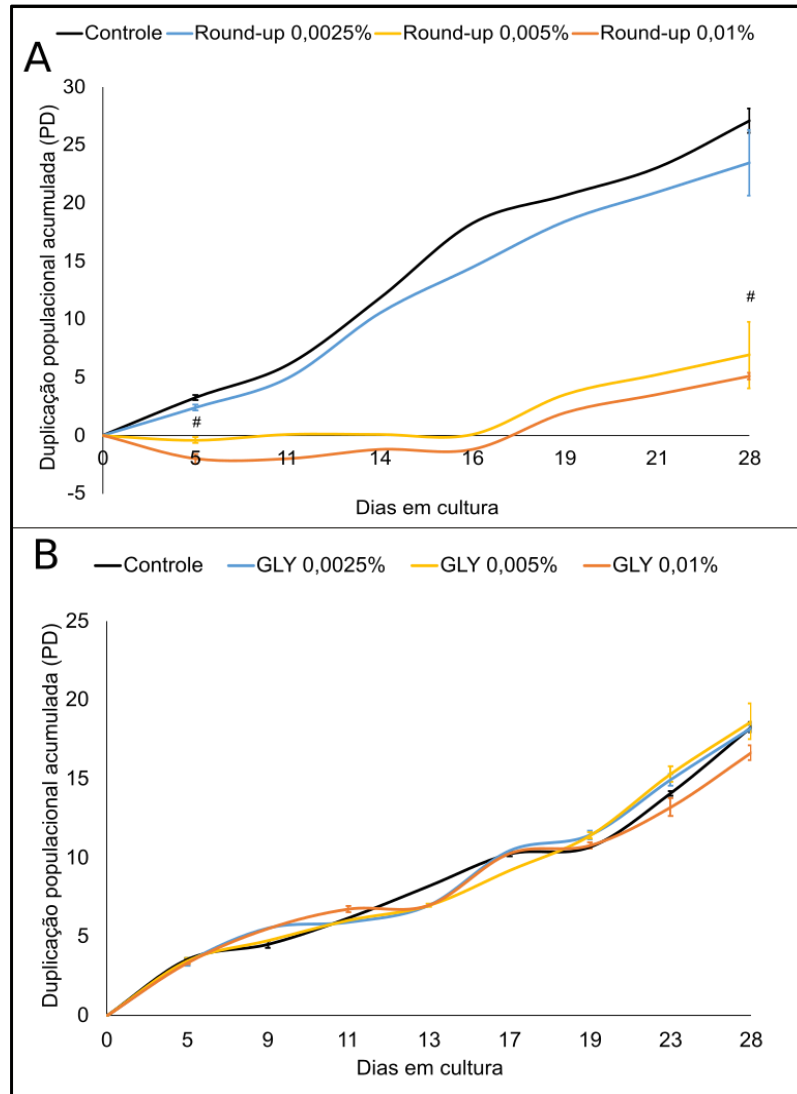 Controle Round-up 0,0025% Round-up 0,005% Round-up 0,01%
A
30
25
20
15
10
5
0
-5
Duplicação populacional acumulada (PD)
#
#
0 5 11 14 16 19 21 28
Dias em cultura
B
Controle GLY 0,0025% GLY 0,005% GLY 0,01%
25
20
15
10
5
0
Duplicação populacional acumulada (PD)
0 5 9 11 13 17 19 23 28
Dias em cultura